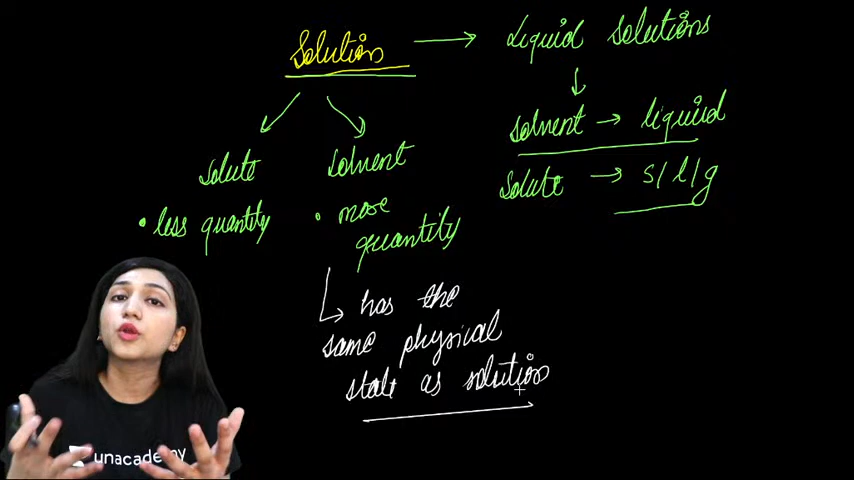 Solution → Liquid Solutions
solvent → liquid
solute → s/l/g
solute
• less quantity
solvent
• more
quantity
↳ has the
same physical
state as solution
unacademy